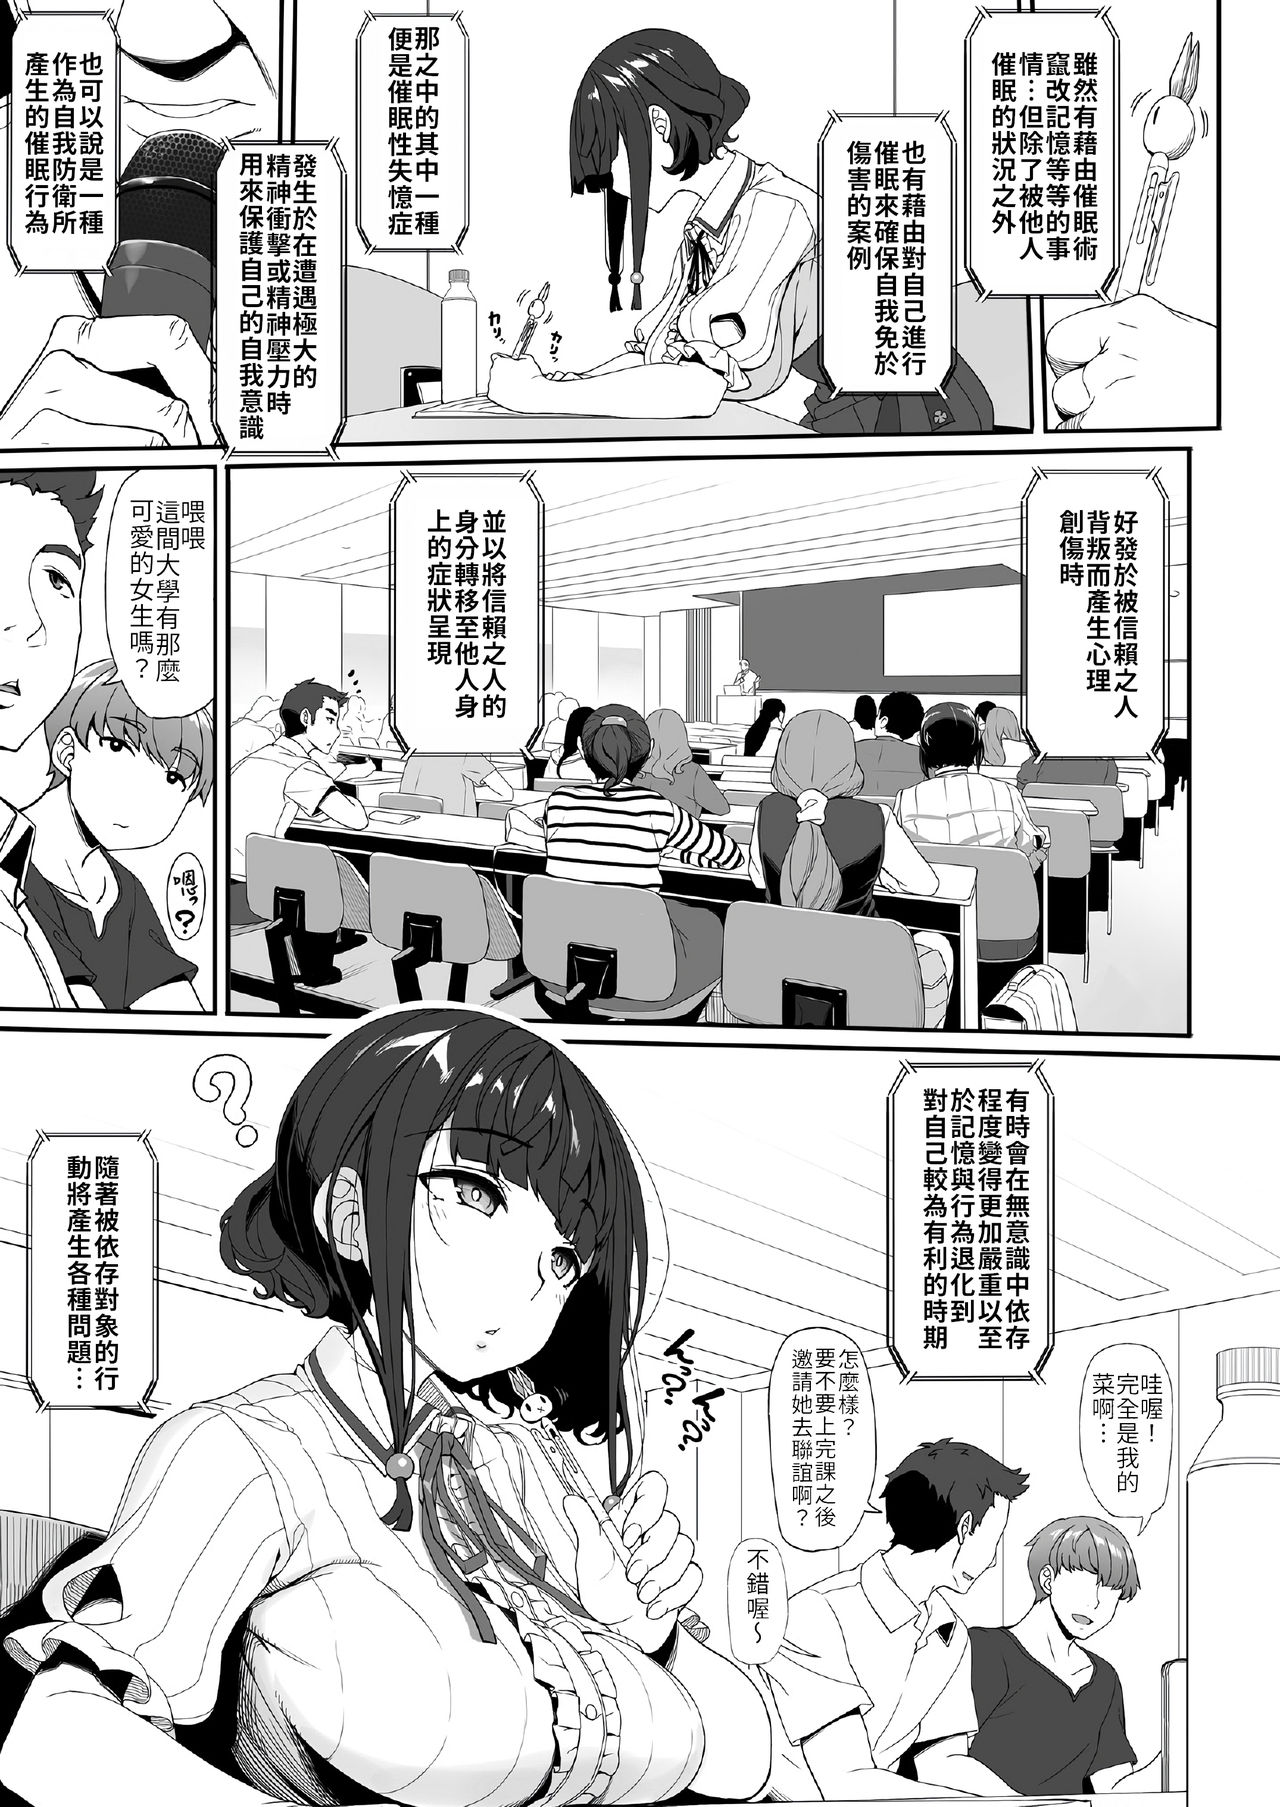 雖然有藉由催眠術
竄改記憶等等的事
情…但除了被他人
催眠的狀況之外
也有藉由對自己進行
催眠來確保自我免於
傷害的案例
カリッ
カリッ
那之中的其中一種
便是催眠性失憶症
發生於在遭遇極大的
精神衝擊或精神壓力時
用來保護自己的自我意識
也可以說是一種
作為自我防衛所
產生的催眠行為
好發於被信賴之人
背叛而產生心理
創傷時
並以將信賴之人的
身分轉移至他人身
上的症狀呈現
喂喂
這間大學有那麼
可愛的女生嗎？
嗯っ
？
有時會在無意識中依存
程度變得更加嚴重以至
於記憶與行為退化到
對自己較為有利的時期
哇喔！
完全是我的
菜啊…
怎麼樣？
要不要上完課之後
邀請她去聯誼啊？
不錯喔～
？
隨著被依存對象的行
動將產生各種問題…